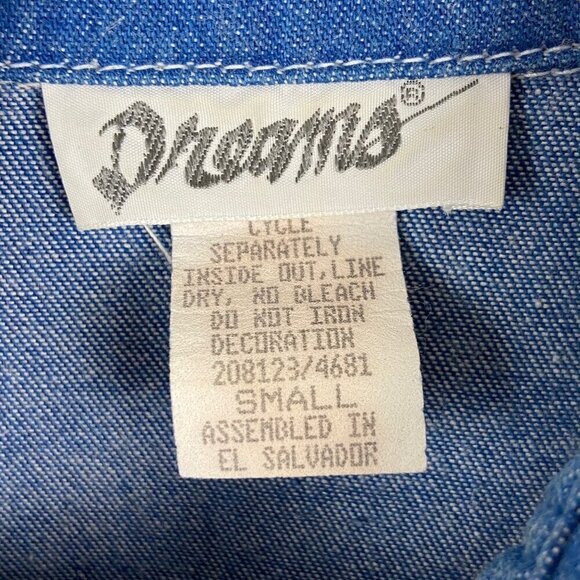 Dreams®
CYCLE
SEPARATELY
INSIDE OUT, LINE
DRY, NO BLEACH
DO NOT IRON
DECORATION
208123/4681
SMALL
ASSEMBLED IN
EL SALVADOR